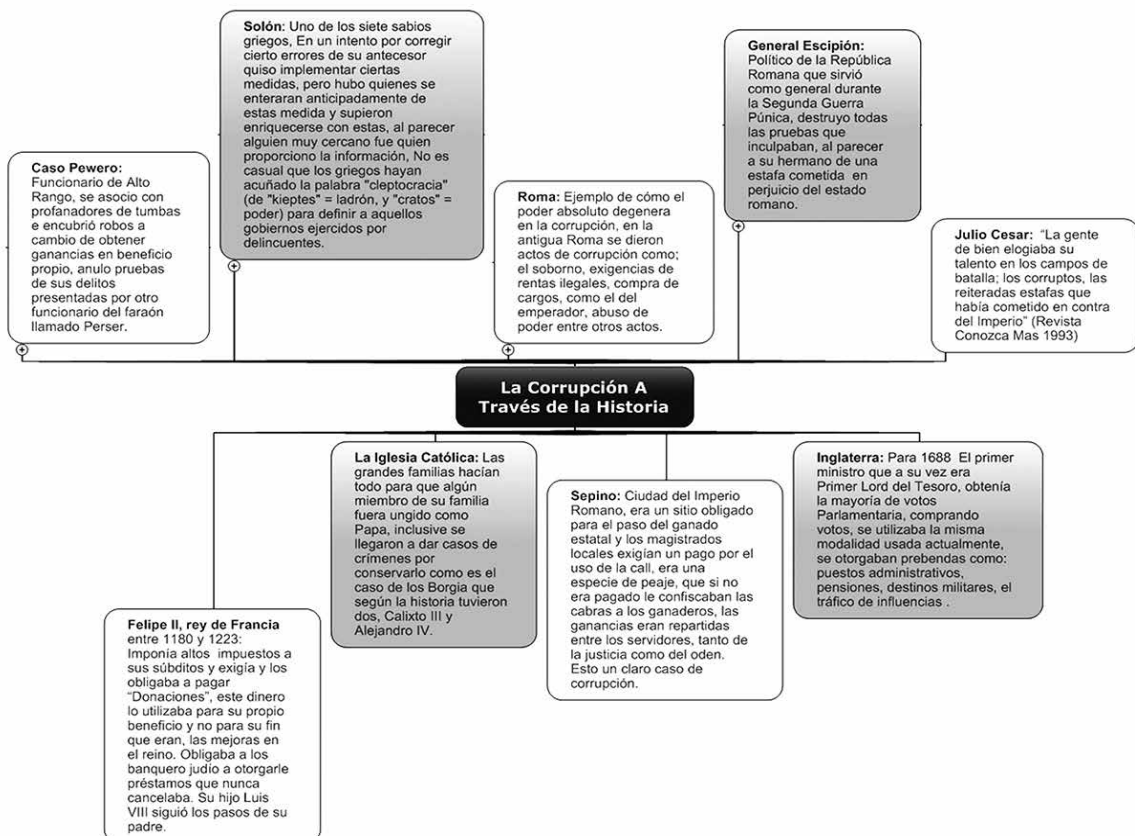 Solón: Uno de los siete sabios
griegos, En un intento por corregir
cierto errores de su antecesor
quiso implementar ciertas
medidas, pero hubo quienes se
enteraran anticipadamente de
estas medida y supieron
enriquecerse con estas, al parecer
alguien muy cercano fue quien
proporciono la información, No es
casual que los griegos hayan
acuñado la palabra "cleptocracia"
(de "kieptes" = ladrón, y "cratos" =
poder) para definir a aquellos
gobiernos ejercidos por
delincuentes.
General Escipión:
Político de la República
Romana que sirvió
como general durante
la Segunda Guerra
Púnica, destruyo todas
las pruebas que
inculpaban, al parecer
a su hermano de una
estafa cometida en
perjuicio del estado
romano.
Caso Pewero:
Funcionario de Alto
Rango, se asocio con
profanadores de tumbas
e encubrió robos a
cambio de obtener
ganancias en beneficio
propio, anulo pruebas
de sus delitos
presentadas por otro
funcionario del faraón
llamado Perser.
Roma: Ejemplo de cómo el
poder absoluto degenera
en la corrupción, en la
antigua Roma se dieron
actos de corrupción como;
el soborno, exigencias de
rentas ilegales, compra de
cargos, como el del
emperador, abuso de
poder entre otros actos.
Julio Cesar: “La gente
de bien elogiaba su
talento en los campos de
batalla; los corruptos, las
reiteradas estafas que
había cometido en contra
del Imperio” (Revista
Conozca Mas 1993)
La Corrupción A
Través de la Historia
Felipe II, rey de Francia
entre 1180 y 1223:
Imponía altos impuestos a
sus súbditos y exigía y los
obligaba a pagar
“Donaciones”, este dinero
lo utilizaba para su propio
beneficio y no para su fin
que eran, las mejoras en
el reino. Obligaba a los
banquero judío a otorgarle
préstamos que nunca
cancelaba. Su hijo Luis
VIII siguió los pasos de su
padre.
La Iglesia Católica: Las
grandes familias hacían
todo para que algún
miembro de su familia
fuera ungido como
Papa, inclusive se
llegaron a dar casos de
crímenes por
conservarlo como es el
caso de los Borgia que
según la historia tuvieron
dos, Calixto III y
Alejandro IV.
Sepino: Ciudad del Imperio
Romano, era un sitio obligado
para el paso del ganado
estatal y los magistrados
locales exigían un pago por el
uso de la call, era una
especie de peaje, que si no
era pagado le confiscaban las
cabras a los ganaderos, las
ganancias eran repartidas
entre los servidores, tanto de
la justicia como del oden.
Esto un claro caso de
corrupción.
Inglaterra: Para 1688 El primer
ministro que a su vez era
Primer Lord del Tesoro, obtenía
la mayoría de votos
Parlamentaria, comprando
votos, se utilizaba la misma
modalidad usada actualmente,
se otorgaban prebendas como:
puestos administrativos,
pensiones, destinos militares, el
tráfico de influencias .